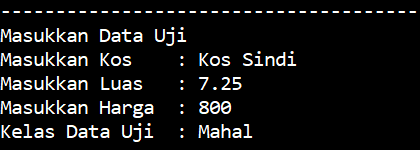 ---------------------------------------
Masukkan Data Uji
Masukkan Kos    : Kos Sindi
Masukkan Luas   : 7.25
Masukkan Harga  : 800
Kelas Data Uji  : Mahal